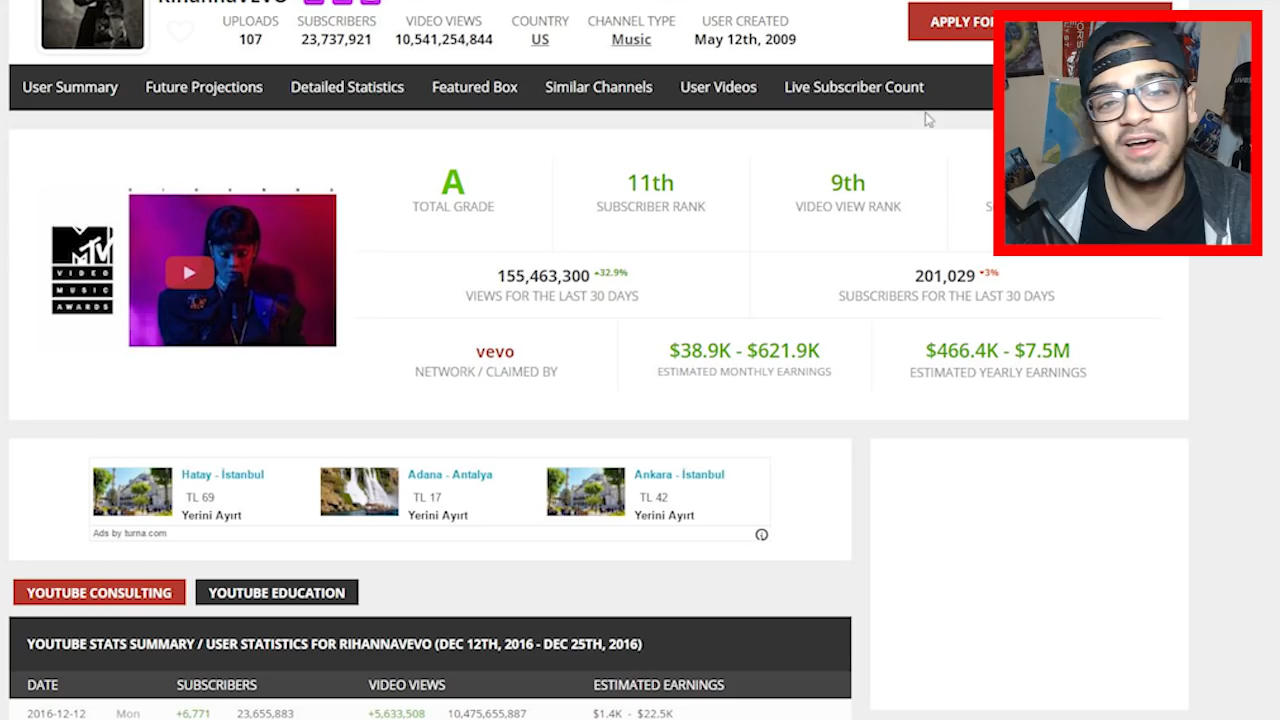 RihannaVEVO
UPLOADS
107
SUBSCRIBERS
23,737,921
VIDEO VIEWS
10,541,254,844
COUNTRY
US
CHANNEL TYPE
Music
USER CREATED
May 12th, 2009
APPLY FO
User Summary
Future Projections
Detailed Statistics
Featured Box
Similar Channels
User Videos
Live Subscriber Count
RIHANNA
MTV
VIDEO
MUSIC
AWARDS
A
TOTAL GRADE
11th
SUBSCRIBER RANK
9th
VIDEO VIEW RANK
S
155,463,300 32.9%
VIEWS FOR THE LAST 30 DAYS
201,029 3%
SUBSCRIBERS FOR THE LAST 30 DAYS
vevo
NETWORK / CLAIMED BY
$38.9K - $621.9K
ESTIMATED MONTHLY EARNINGS
$466.4K - $7.5M
ESTIMATED YEARLY EARNINGS
Hatay - İstanbul
TL 69
Yerini Ayırt
Adana - Antalya
TL 17
Yerini Ayırt
Ankara - İstanbul
TL 42
Yerini Ayırt
Ads by turna.com
YOUTUBE CONSULTING
YOUTUBE EDUCATION
YOUTUBE STATS SUMMARY / USER STATISTICS FOR RIHANNAVEVO (DEC 12TH, 2016 - DEC 25TH, 2016)
DATE SUBSCRIBERS VIDEO VIEWS ESTIMATED EARNINGS
2016-12-12 Mon +6,771 23,655,883 +5,633,508 10,475,655,887 $1.4K - $22.5K